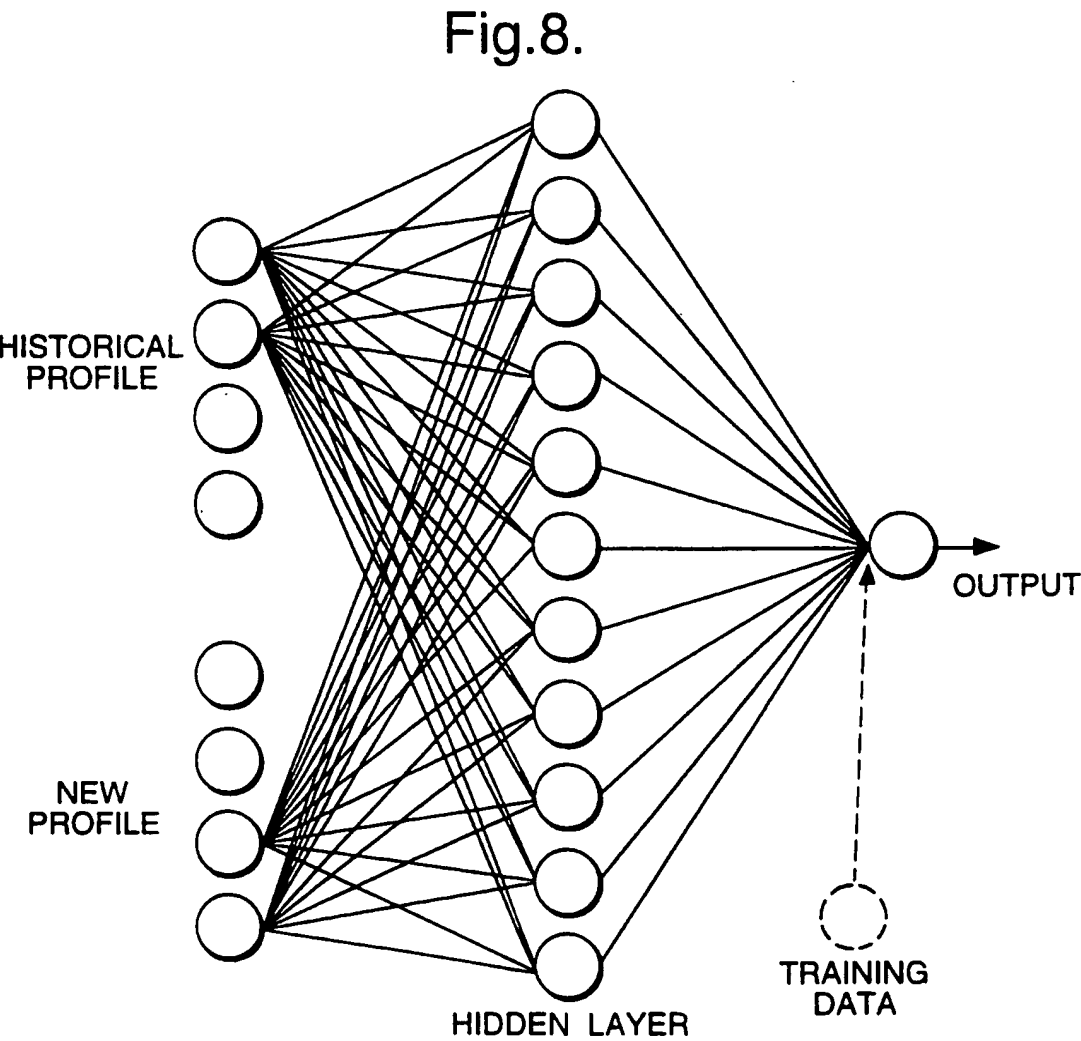 Fig.8.
HISTORICAL
PROFILE
NEW
PROFILE
OUTPUT
TRAINING
DATA
HIDDEN LAYER